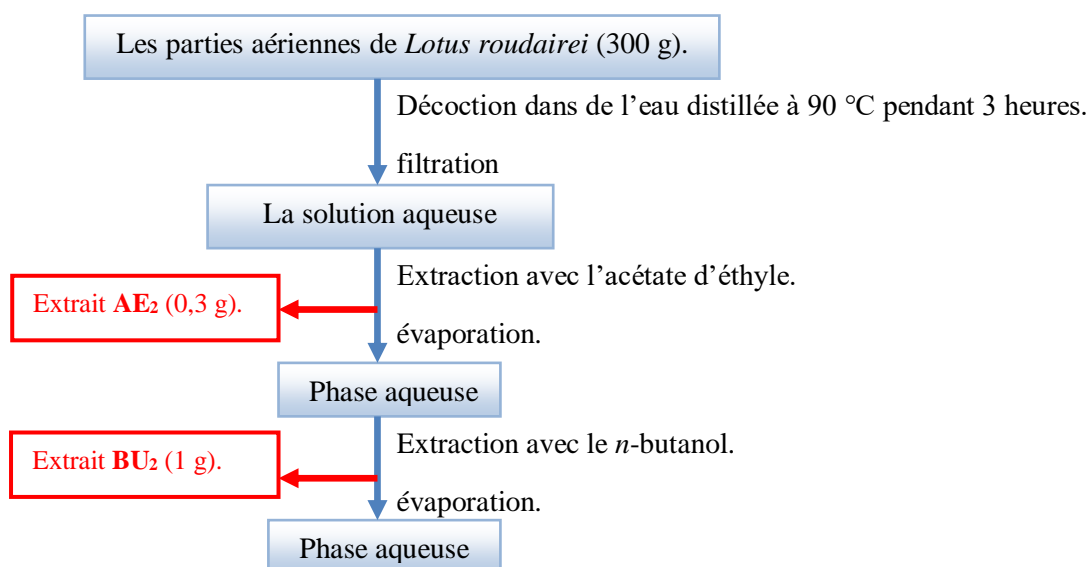 Les parties aériennes de Lotus roudairei (300 g).
Décoction dans de l’eau distillée à 90 °C pendant 3 heures.
filtration
La solution aqueuse
Extraction avec l’acétate d’éthyle.
Extrait AE₂ (0,3 g).
évaporation.
Phase aqueuse
Extraction avec le n-butanol.
Extrait BU₂ (1 g).
évaporation.
Phase aqueuse